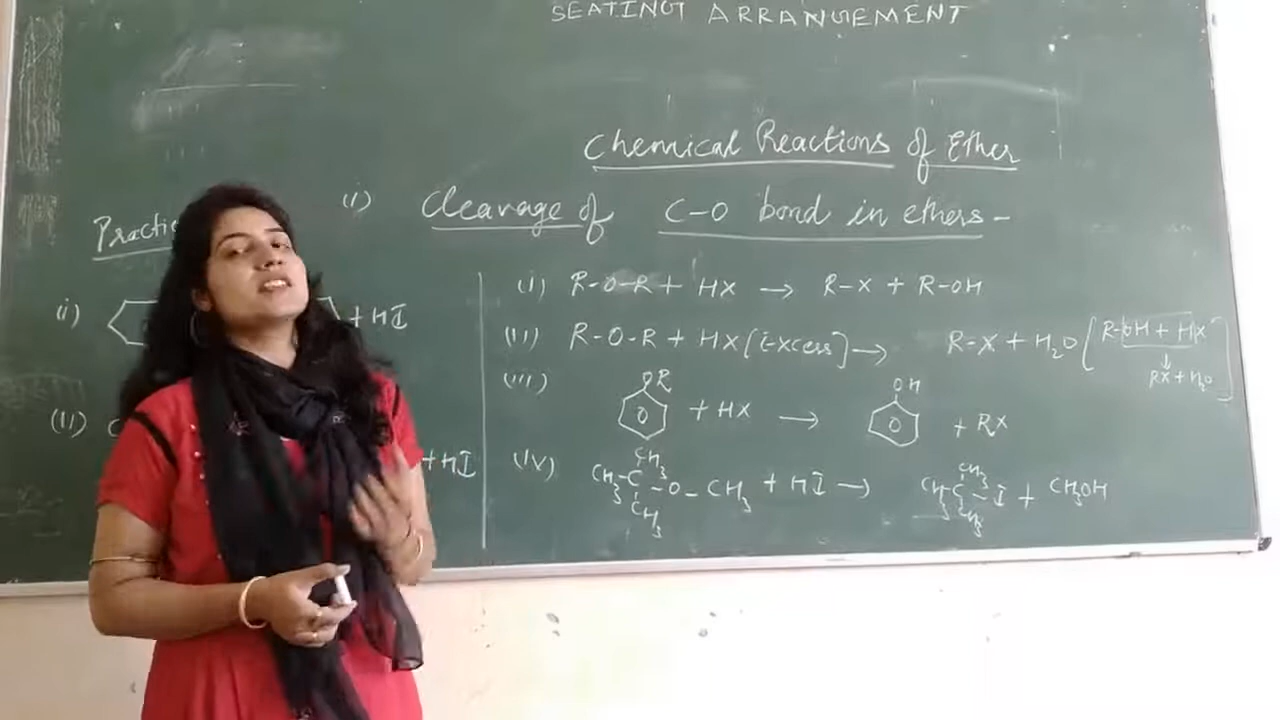 SEATING ARRANGEMENT
Chemical Reactions of Ether
(i) Cleavage of C-O bond in ethers-
Practic
(i) + HI
(ii) C + HI
(i) R-O-R + HX → R-X + R-OH
(ii) R-O-R + HX [Excess] → R-X + H₂O [R-OH + HX
↓
RX + H₂O]
(iii) OR + HX → OH + RX
(iv) CH₃
CH₃-C-O-CH₃ + HI → CH₃-C-I + CH₃OH
CH₃ CH₃
CH₃